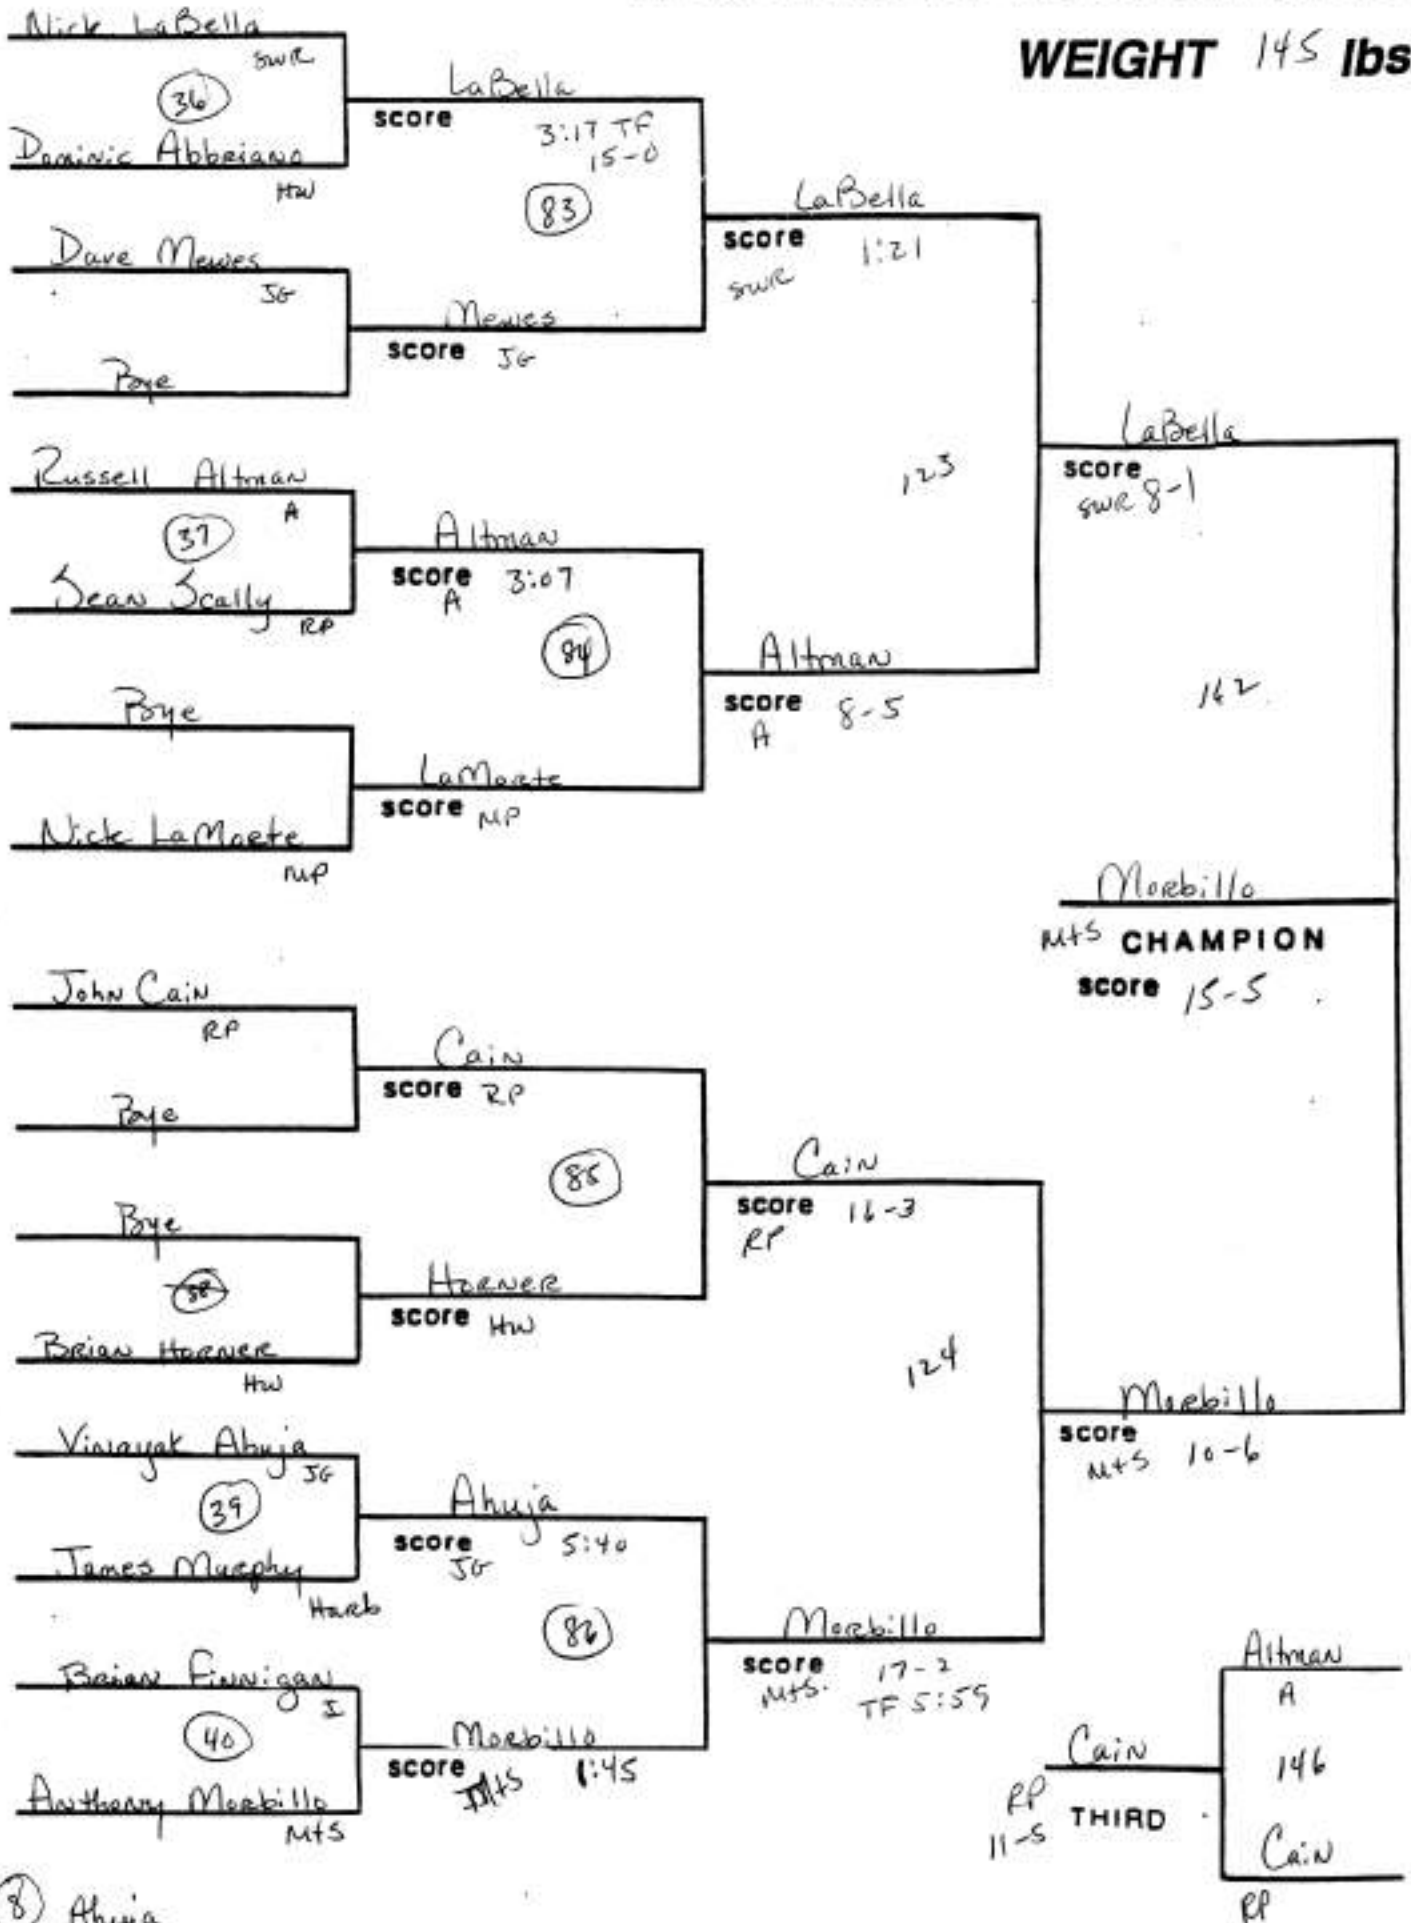 WEIGHT 145 lbs
Nick LaBella
SWR
36
Dominic Abbriano
HW
LaBella
score 3:17 TF
15-0
83
Dave Mewes
JG
Bye
Mewes
score JG
LaBella
score 1:21
SWR
Russell Altman
A
37
Sean Scally
RP
Altman
score 3:07
A
84
Bye
Nick LaMorte
MP
LaMorte
score MP
Altman
score 8-5
A
123
LaBella
score
SWR 8-1
162
Morbillo
M+S CHAMPION
score 15-5
John Cain
RP
Bye
Cain
score RP
85
Bye
38
Brian Horner
HW
Horner
score HW
Cain
score 16-3
RP
124
Vinayak Ahuja
JG
39
James Murphy
Harb
Ahuja
score 5:40
JG
86
Brian Finnigan
I
40
Anthony Morbillo
M+S
Morbillo
score M+S 1:45
Morbillo
score 17-2
M+S. TF 5:59
Morbillo
score
M+S 10-6
Altman
A
146
Cain
RP
Cain
RP
11-5 THIRD
8) Ahuja